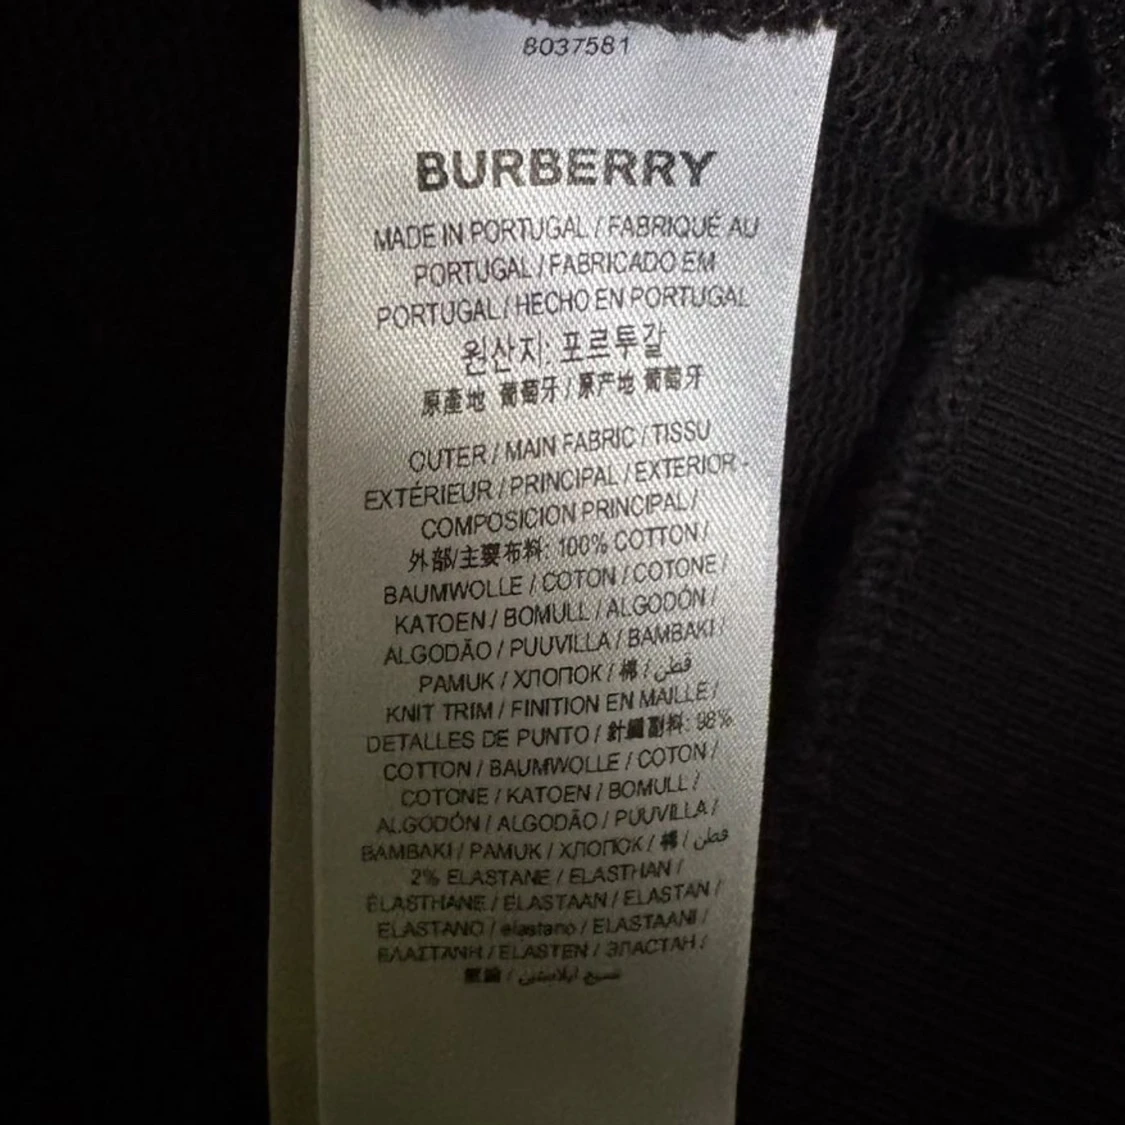 8037581
BURBERRY
MADE IN PORTUGAL / FABRIQUÉ AU
PORTUGAL / FABRICADO EM
PORTUGAL / HECHO EN PORTUGAL
원산지: 포르투갈
原產地 葡萄牙 / 原产地 葡萄牙
OUTER / MAIN FABRIC / TISSU
EXTÉRIEUR / PRINCIPAL / EXTERIOR -
COMPOSICION PRINCIPAL /
外部/主要布料: 100% COTTON /
BAUMWOLLE / COTON / COTONE /
KATOEN / BOMULL / ALGODÓN /
ALGODÃO / PUUVILLA / BAMBAKI /
PAMUK / ХЛОПОК / 棉 / قطن
KNIT TRIM / FINITION EN MAILLE /
DETALLES DE PUNTO / 針織副料: 98%
COTTON / BAUMWOLLE / COTON /
COTONE / KATOEN / BOMULL /
ALGODÓN / ALGODÃO / PUUVILLA /
BAMBAKI / PAMUK / ХЛОПОК / 棉 / قطن
2% ELASTANE / ELASTHAN /
ÉLASTHANNE / ELASTAAN / ELASTAN /
ELASTANO / elastano / ELASTAANI /
ΕΛΑΣΤΑΝΗ / ELASTEN / ЭЛАСТАН /